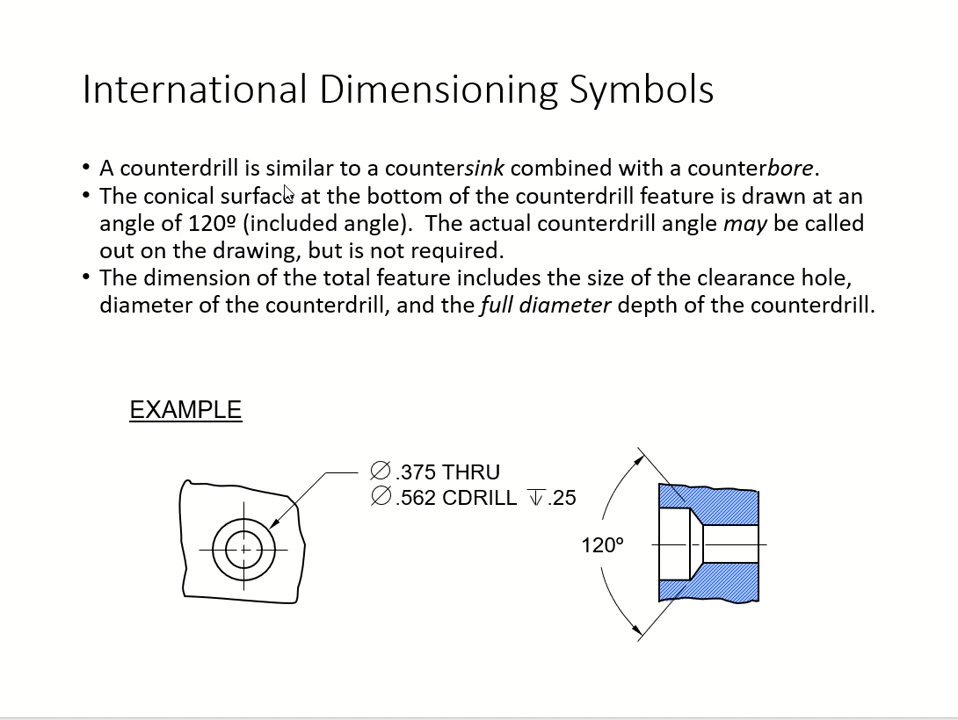 International Dimensioning Symbols
• A counterdrill is similar to a countersink combined with a counterbore.
• The conical surface at the bottom of the counterdrill feature is drawn at an
angle of 120º (included angle).  The actual counterdrill angle may be called
out on the drawing, but is not required.
• The dimension of the total feature includes the size of the clearance hole,
diameter of the counterdrill, and the full diameter depth of the counterdrill.
EXAMPLE
∅.375 THRU
∅.562 CDRILL ↧.25
120º